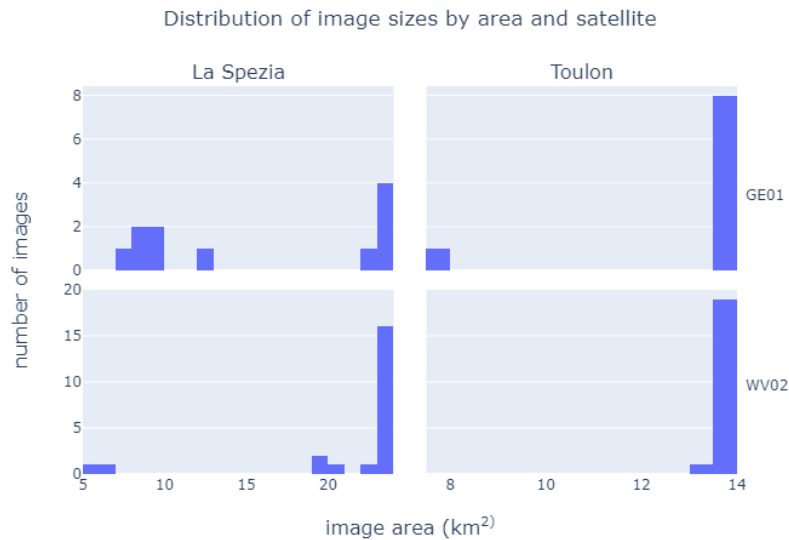 Distribution of image sizes by area and satellite
La Spezia
Toulon
8
6
4
2
0
GE01
number of images
20
15
10
5
0
WV02
5 10 15 20
8 10 12 14
image area (km²⁾